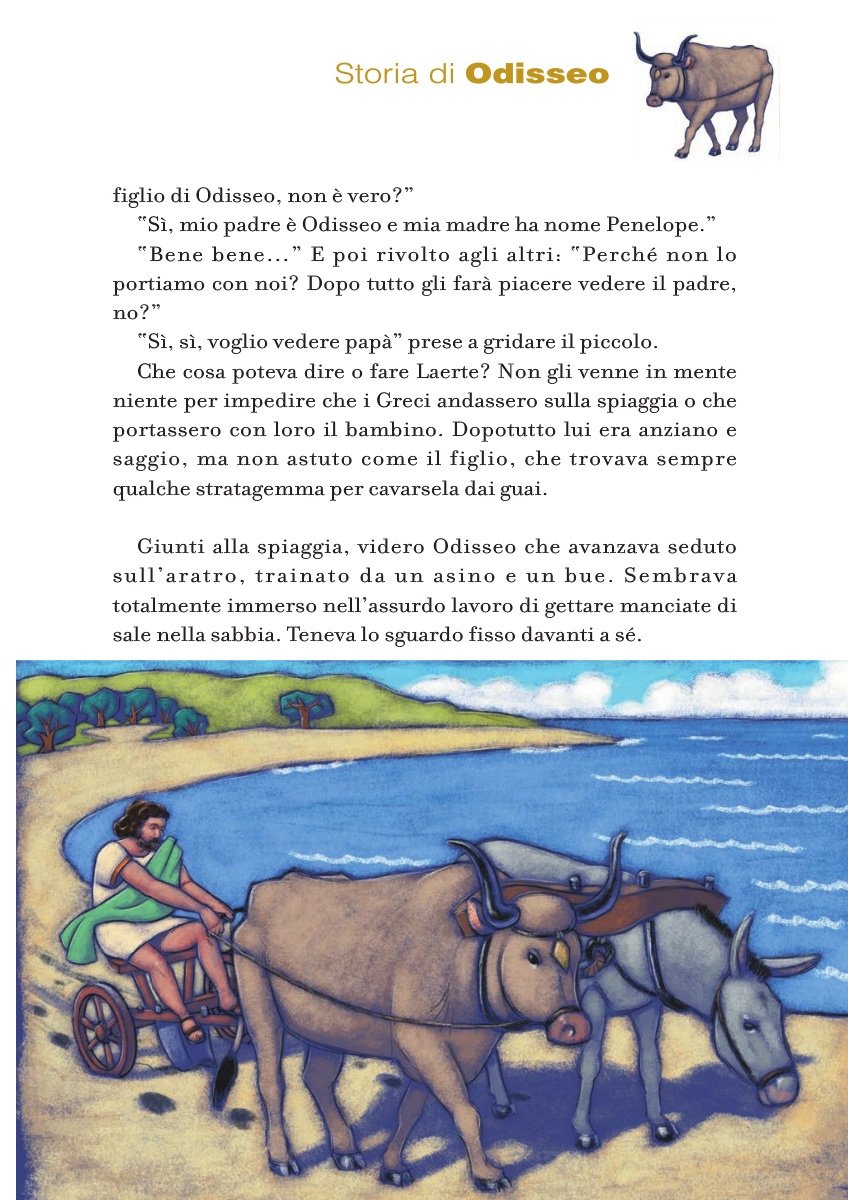 Storia di Odisseo
figlio di Odisseo, non è vero?”
“Sì, mio padre è Odisseo e mia madre ha nome Penelope.”
“Bene bene...” E poi rivolto agli altri: “Perché non lo
portiamo con noi? Dopo tutto gli farà piacere vedere il padre,
no?”
“Sì, sì, voglio vedere papà” prese a gridare il piccolo.
Che cosa poteva dire o fare Laerte? Non gli venne in mente
niente per impedire che i Greci andassero sulla spiaggia o che
portassero con loro il bambino. Dopotutto lui era anziano e
saggio, ma non astuto come il figlio, che trovava sempre
qualche stratagemma per cavarsela dai guai.
Giunti alla spiaggia, videro Odisseo che avanzava seduto
sull’aratro, trainato da un asino e un bue. Sembrava
totalmente immerso nell’assurdo lavoro di gettare manciate di
sale nella sabbia. Teneva lo sguardo fisso davanti a sé.